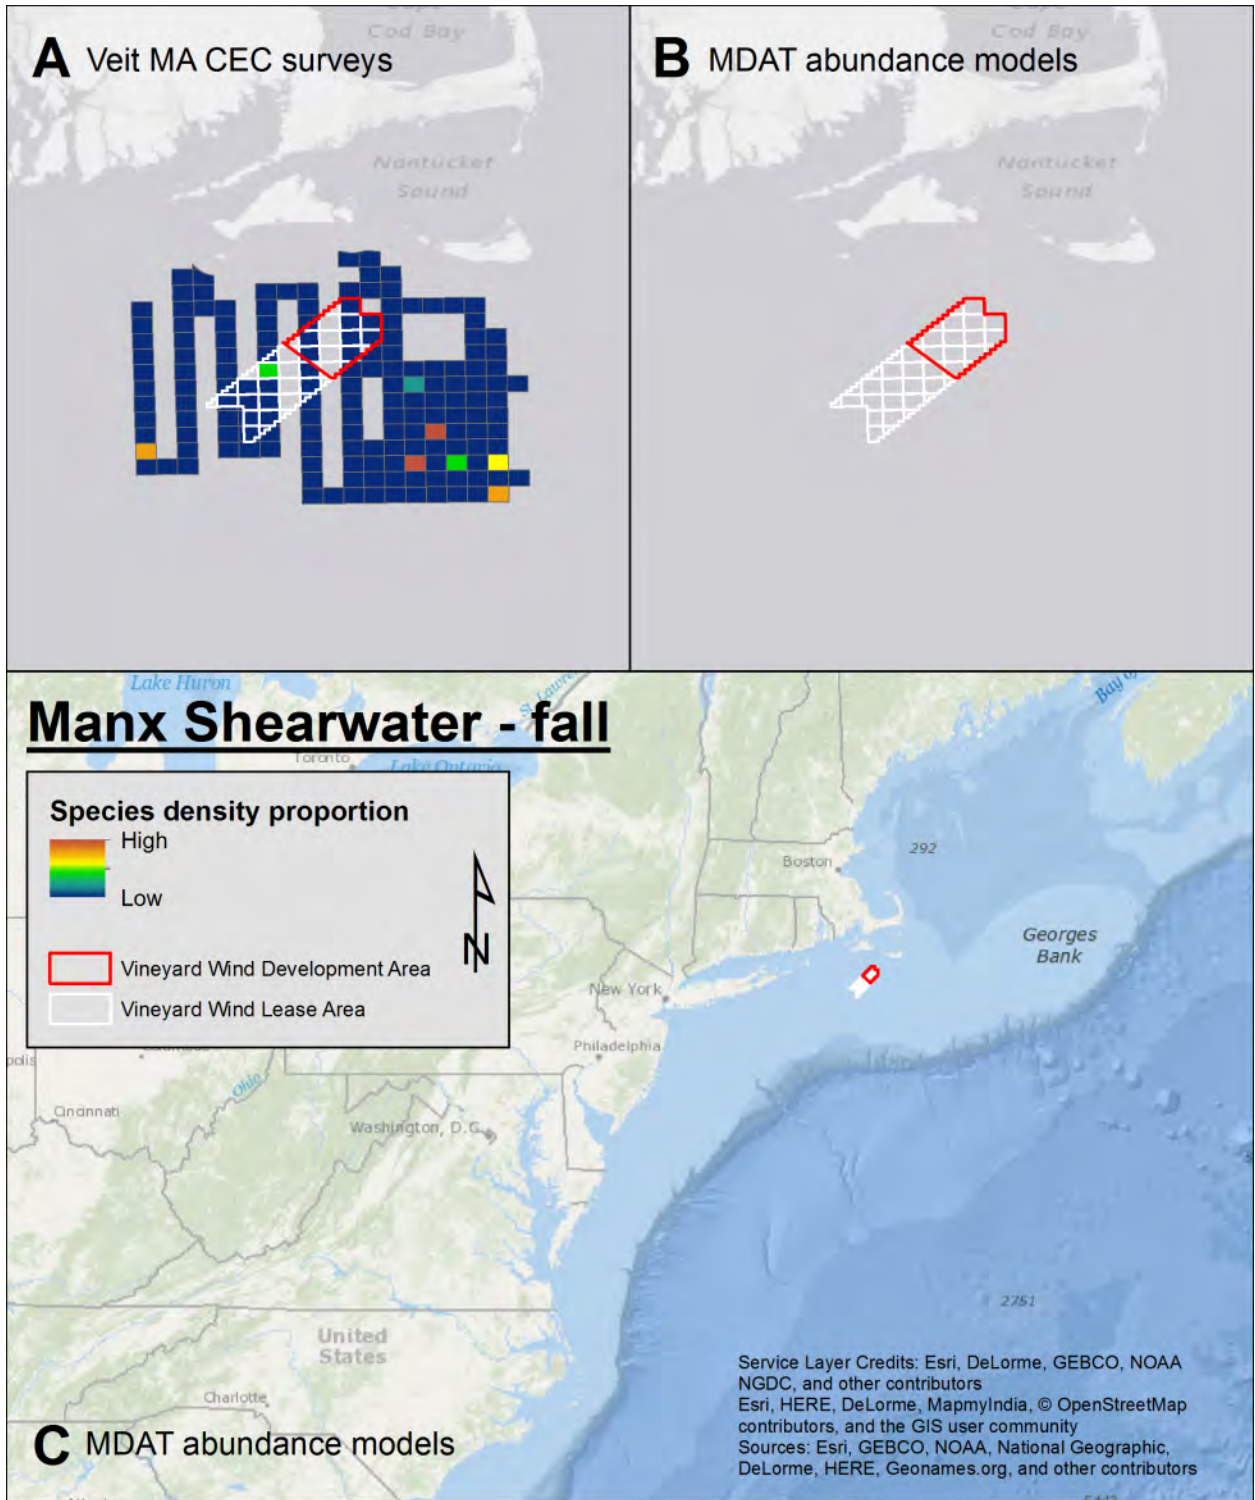 A Veit MA CEC surveys
Cod Bay
Nantucket
Sound
B MDAT abundance models
Cod Bay
Nantucket
Sound
Lake Huron
Manx Shearwater - fall
Toronto
Lake Ontario
Species density proportion
High
Low
N
Vineyard Wind Development Area
Vineyard Wind Lease Area
292
Boston
Georges
Bank
New York
Philadelphia
Ohio
Cincinnati
Washington, D.C.
2751
United
States
Charlotte
C MDAT abundance models
Service Layer Credits: Esri, DeLorme, GEBCO, NOAA
NGDC, and other contributors
Esri, HERE, DeLorme, MapmyIndia, © OpenStreetMap
contributors, and the GIS user community
Sources: Esri, GEBCO, NOAA, National Geographic,
DeLorme, HERE, Geonames.org, and other contributors